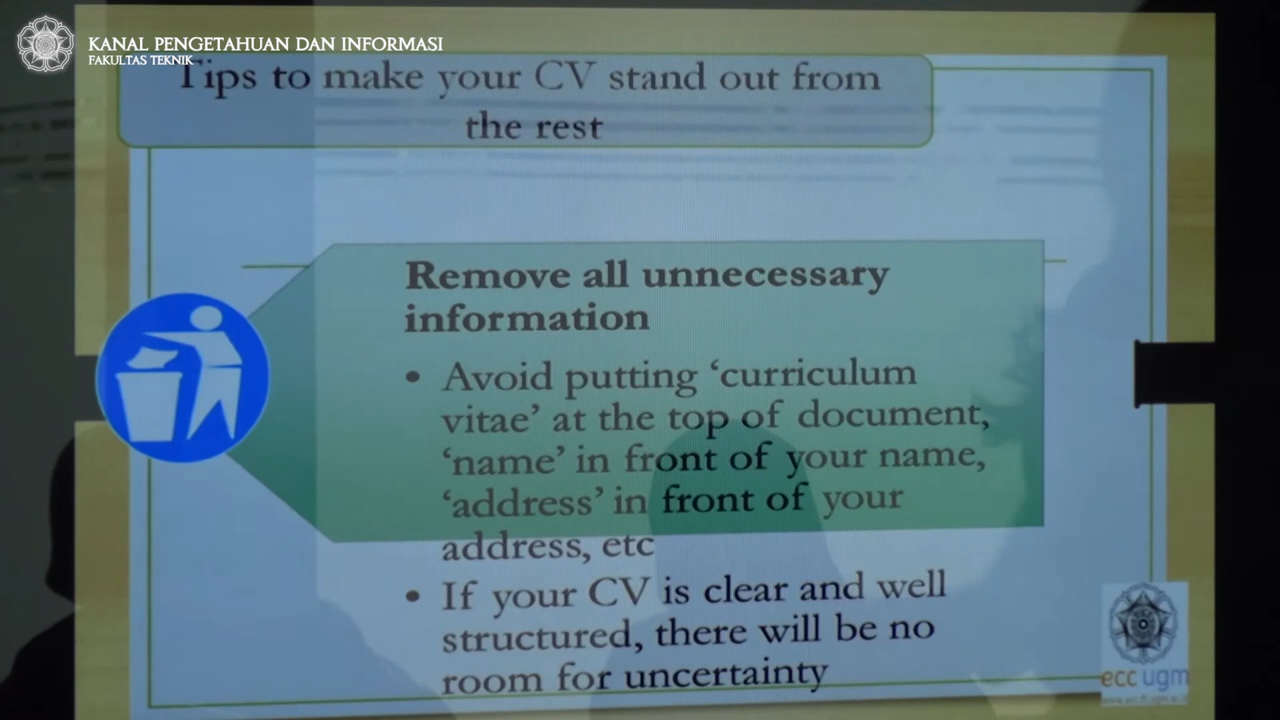 KANAL PENGETAHUAN DAN INFORMASI
FAKULTAS TEKNIK
Tips to make your CV stand out from
the rest
Remove all unnecessary
information
• Avoid putting ‘curriculum
vitae’ at the top of document,
‘name’ in front of your name,
‘address’ in front of your
address, etc
• If your CV is clear and well
structured, there will be no
room for uncertainty
ecc ugm